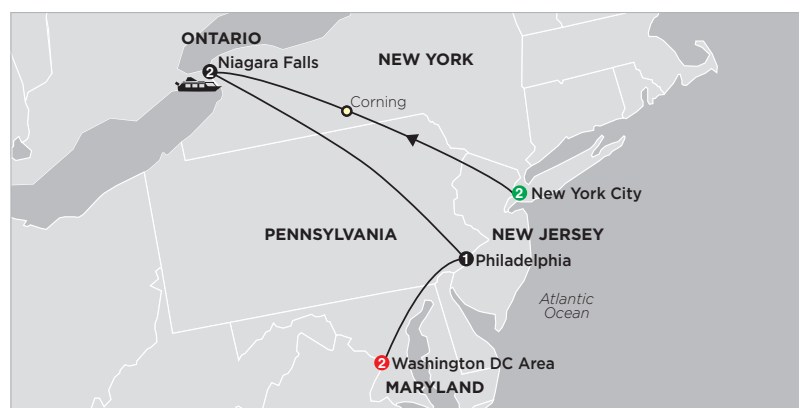 ONTARIO
2 Niagara Falls
NEW YORK
Corning
2 New York City
PENNSYLVANIA
NEW JERSEY
1 Philadelphia
Atlantic
Ocean
2 Washington DC Area
MARYLAND